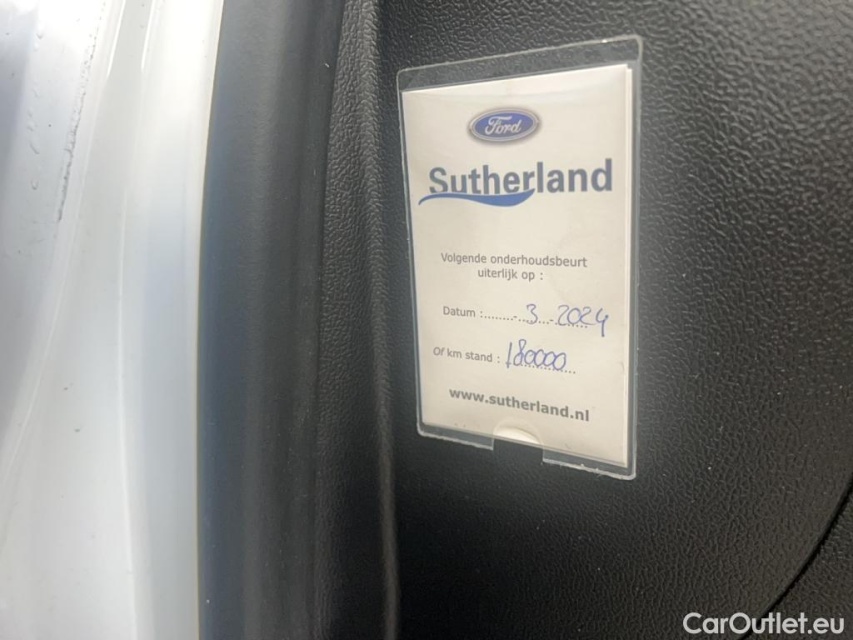 Ford
Sutherland
Volgende onderhoudsbeurt
uiterlijk op :
Datum :.......-..3...-.2024
Of km stand : 180000
www.sutherland.nl
CarOutlet.eu